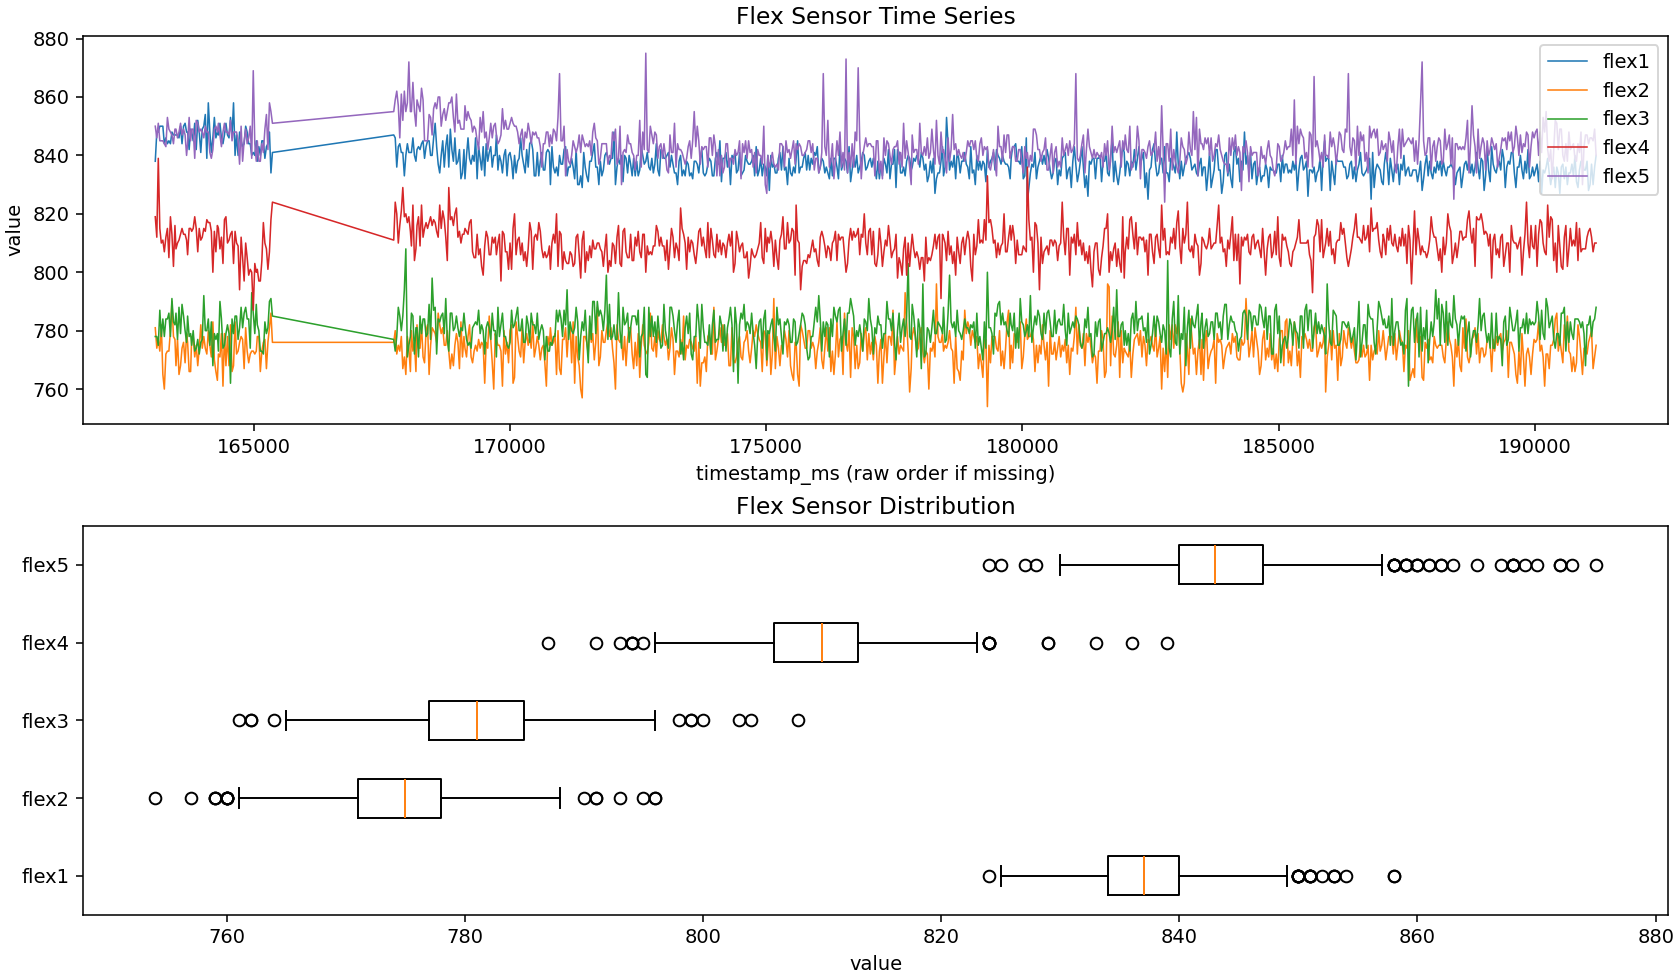 Flex Sensor Time Series
880
860
840
820
800
780
760
value
flex1
flex2
flex3
flex4
flex5
165000 170000 175000 180000 185000 190000
timestamp_ms (raw order if missing)
Flex Sensor Distribution
flex5
flex4
flex3
flex2
flex1
760 780 800 820 840 860 880
value